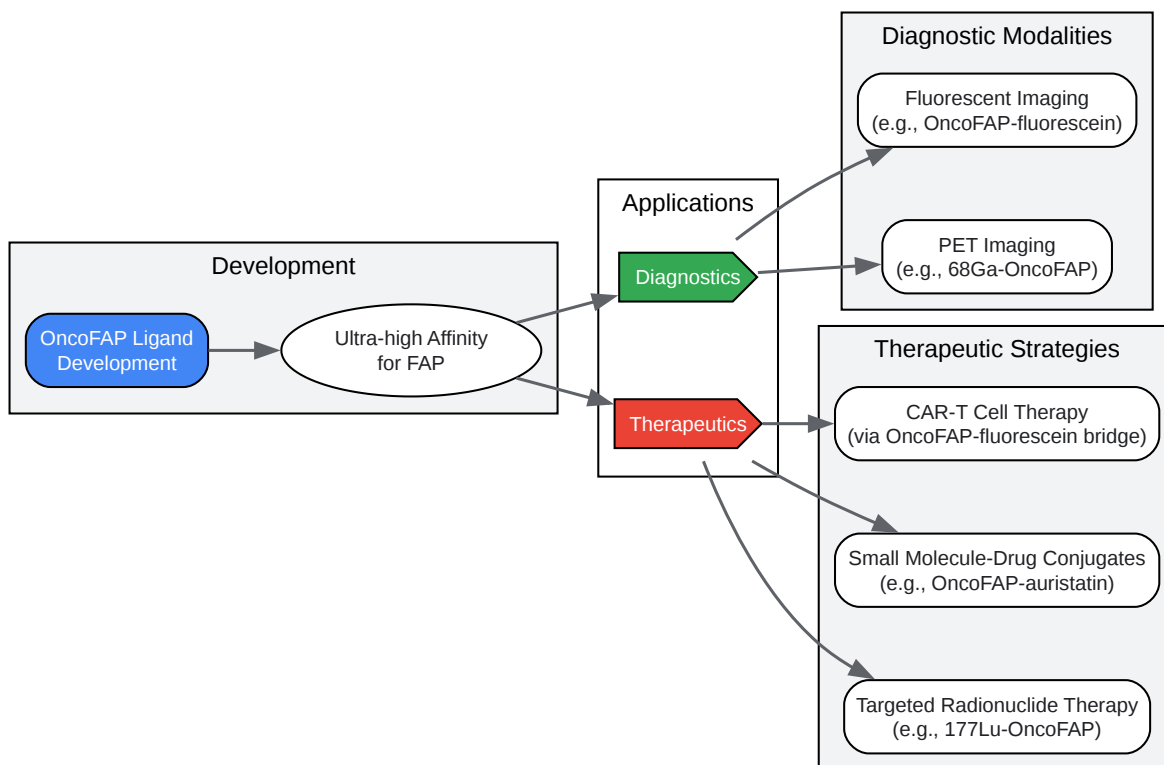 Development
OncoFAP Ligand
Development
Ultra-high Affinity
for FAP
Applications
Diagnostics
Therapeutics
Diagnostic Modalities
Fluorescent Imaging
(e.g., OncoFAP-fluorescein)
PET Imaging
(e.g., 68Ga-OncoFAP)
Therapeutic Strategies
CAR-T Cell Therapy
(via OncoFAP-fluorescein bridge)
Small Molecule-Drug Conjugates
(e.g., OncoFAP-auristatin)
Targeted Radionuclide Therapy
(e.g., 177Lu-OncoFAP)